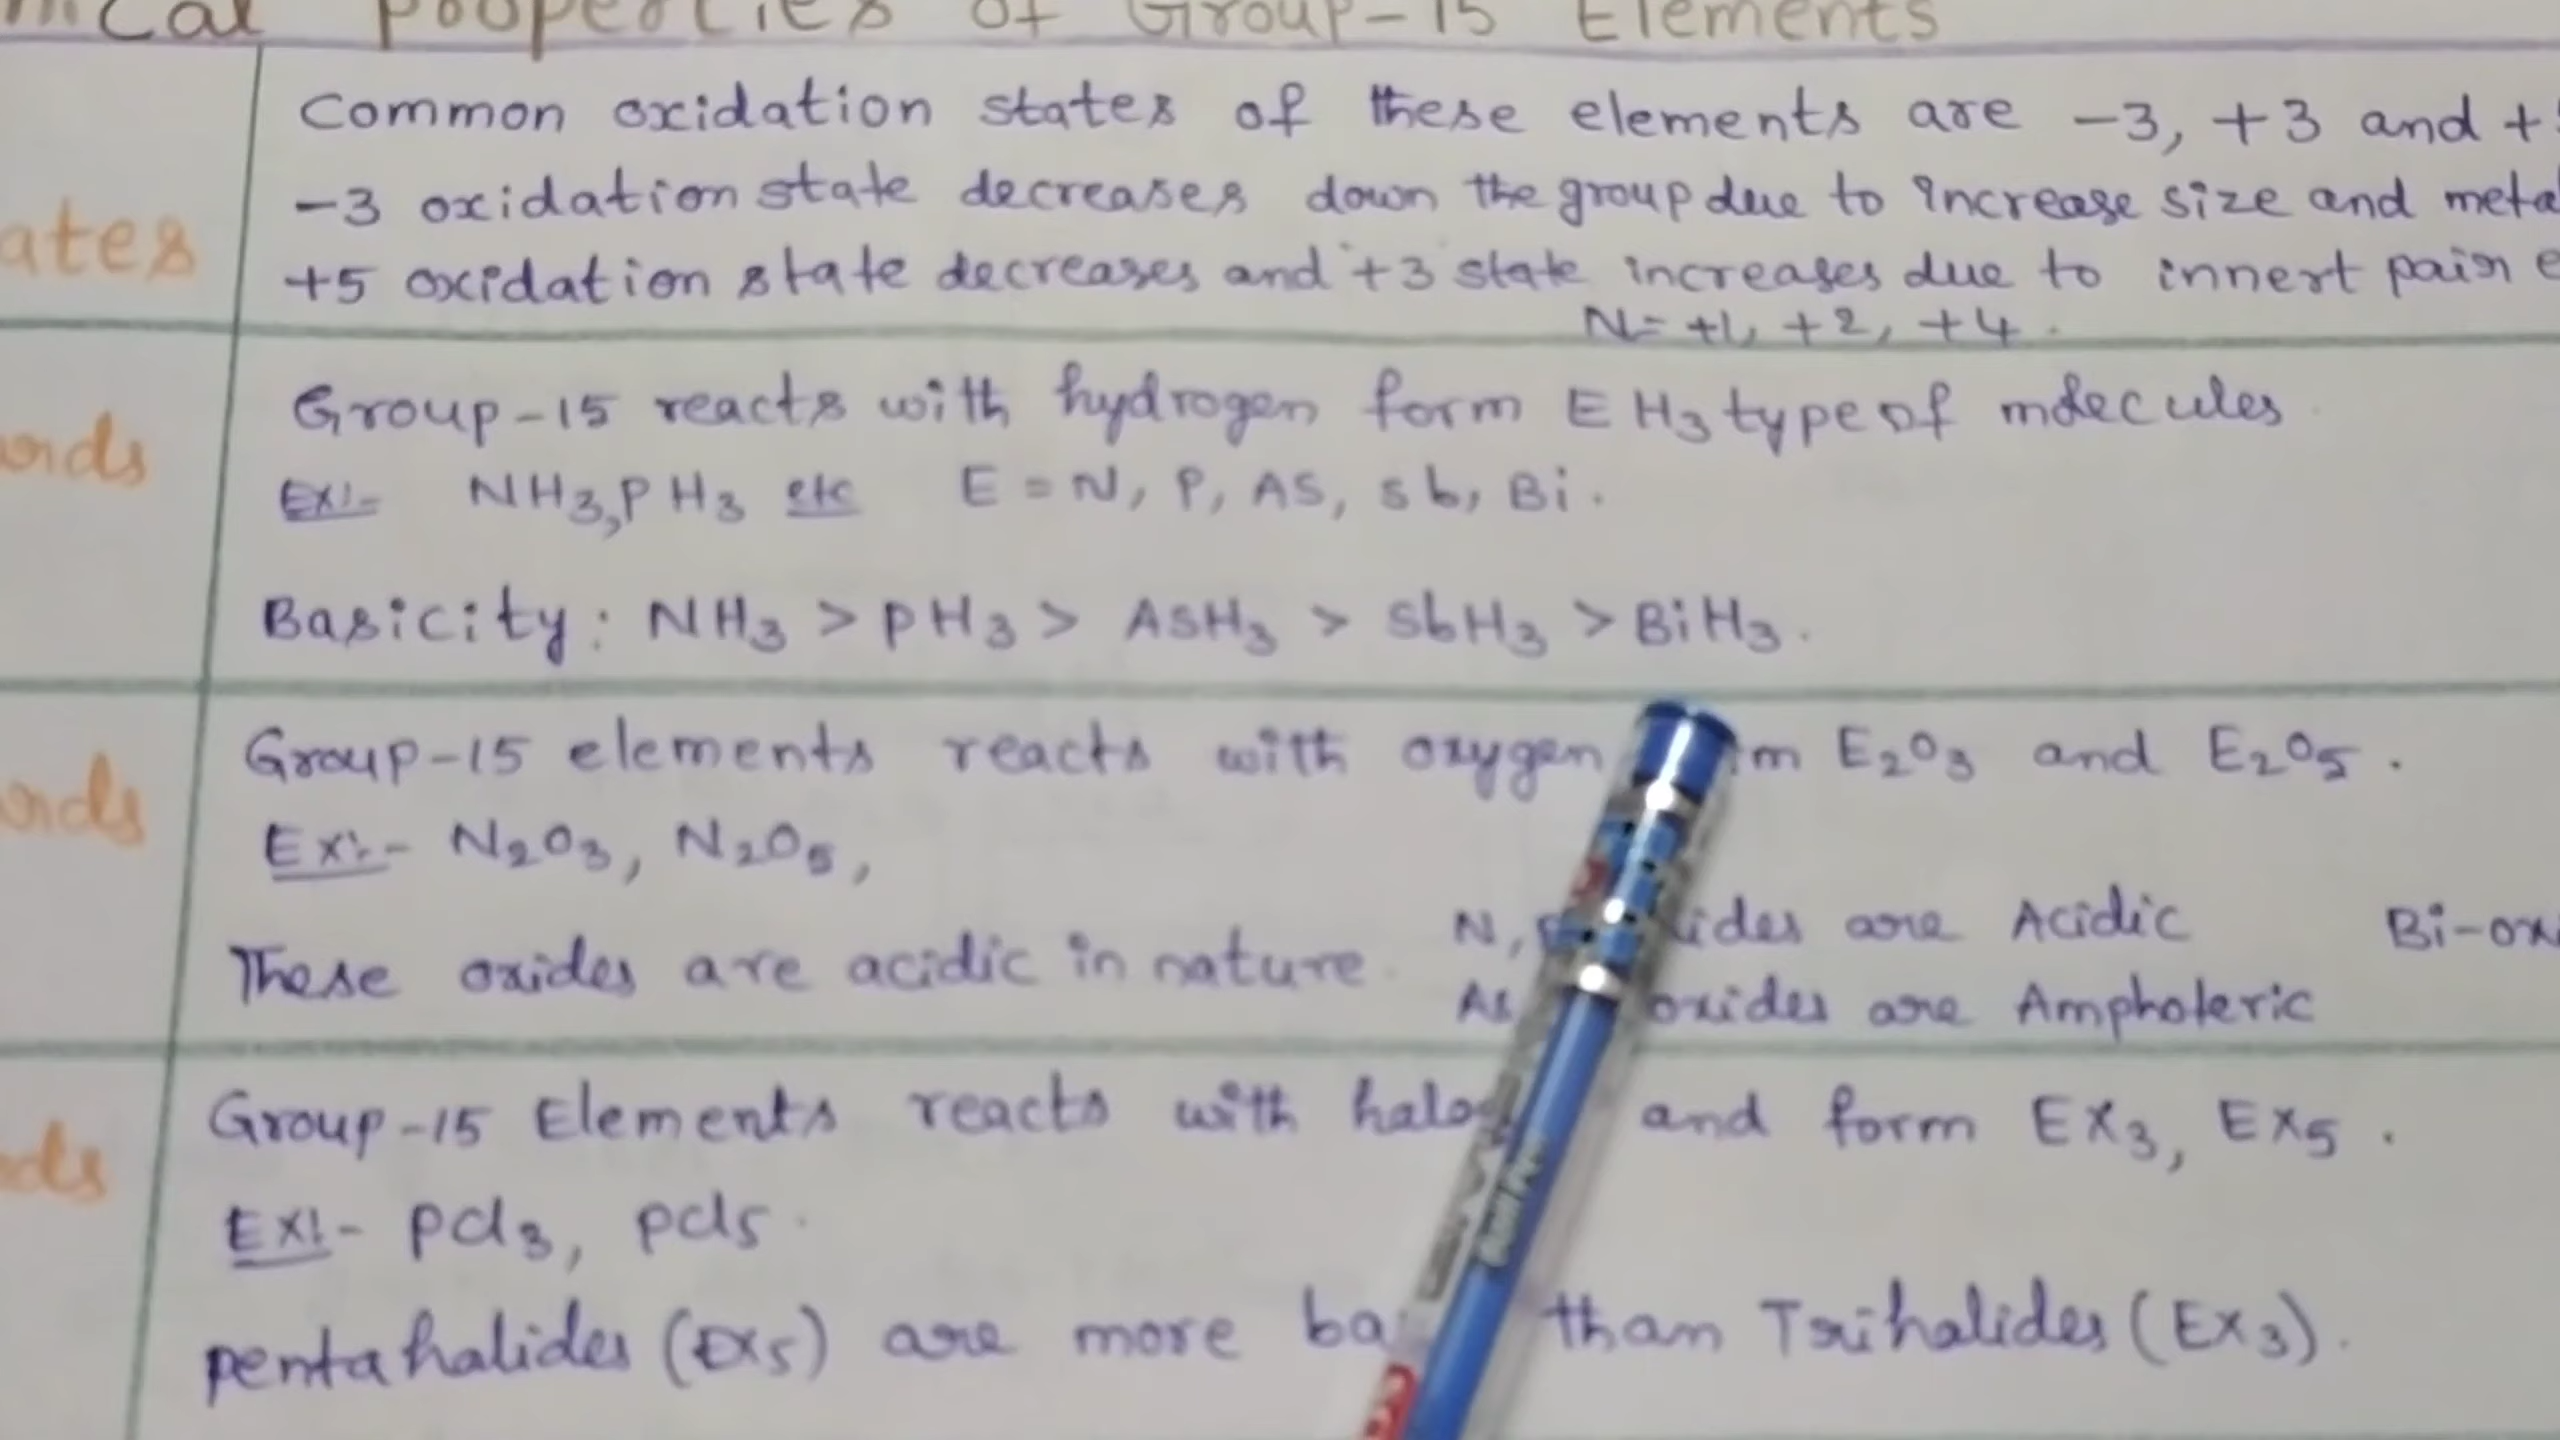 Properties of Group-15 Elements
Common oxidation states of these elements are -3, +3 and
-3 oxidation state decreases down the group due to increase size and
ates
+5 oxidation state decreases and +3 state increases due to innert pair
N= +1, +2, +4.
Group-15 reacts with hydrogen form EH3 type of molecules
Ex:- NH3, PH3 etc E = N, P, AS, Sb, Bi.
Basicity: NH3 > PH3 > ASH3 > SbH3 > BiH3.
Group-15 elements reacts with oxygen E2O3 and E2O5.
Ex:- N2O3, N2O5,
N, ides are Acidic Bi-oxi
These oxides are acidic in nature
As oxides are Amphoteric
Group-15 Elements reacts with halo and form EX3, EX5.
Ex:- pcl3, pcl5.
pentahalides (EX5) are more ba than Trihalides (EX3).